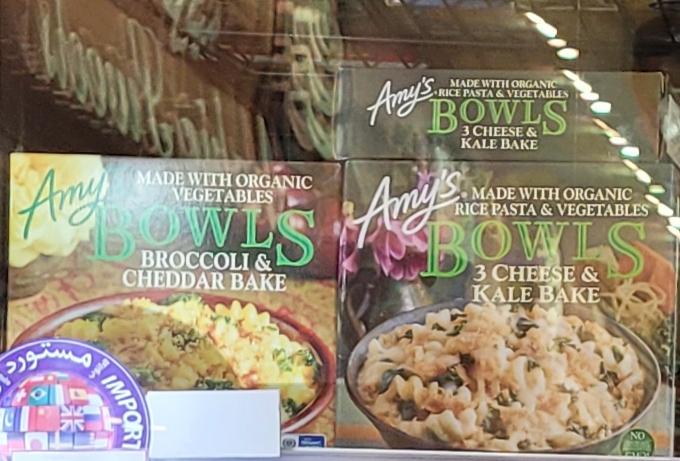 Amy's
MADE WITH ORGANIC
RICE PASTA & VEGETABLES
BOWLS
3 CHEESE &
KALE BAKE
Amy
MADE WITH ORGANIC
VEGETABLES
BOWLS
BROCCOLI &
CHEDDAR BAKE
Amy's
MADE WITH ORGANIC
RICE PASTA & VEGETABLES
BOWLS
3 CHEESE &
KALE BAKE
مستورد
IMPORT
NO